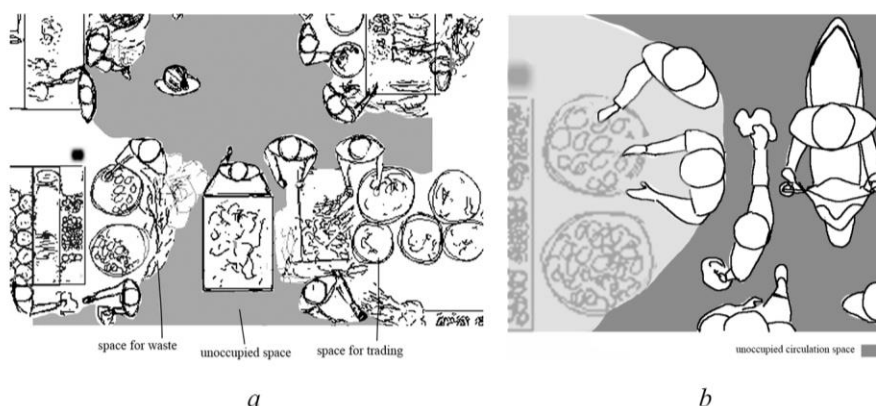 space for waste
unoccupied space
space for trading
unoccupied circulation space
a
b